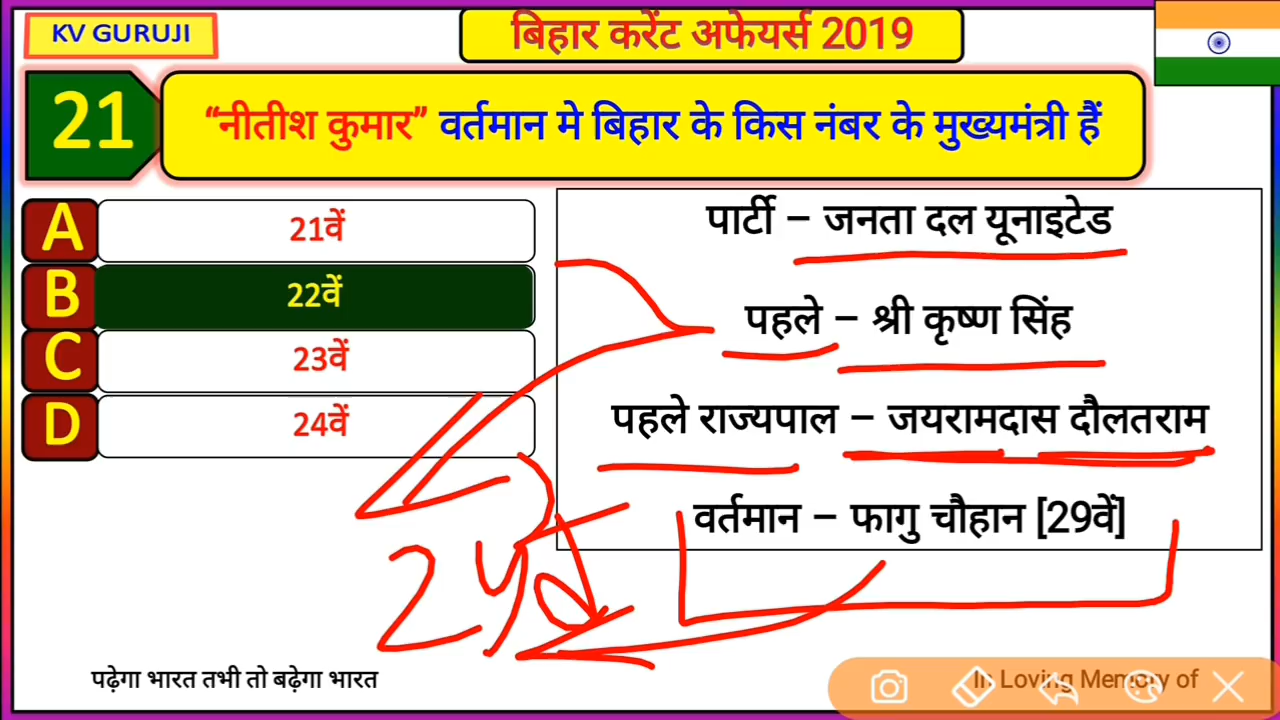 KV GURUJI
बिहार करेंट अफेयर्स 2019
21
“नीतीश कुमार” वर्तमान मे बिहार के किस नंबर के मुख्यमंत्री हैं
A 21वें
B 22वें
C 23वें
D 24वें
पार्टी – जनता दल यूनाइटेड
पहले – श्री कृष्ण सिंह
पहले राज्यपाल – जयरामदास दौलतराम
वर्तमान – फागु चौहान [29वें]
पढ़ेगा भारत तभी तो बढ़ेगा भारत
In Loving Memory of